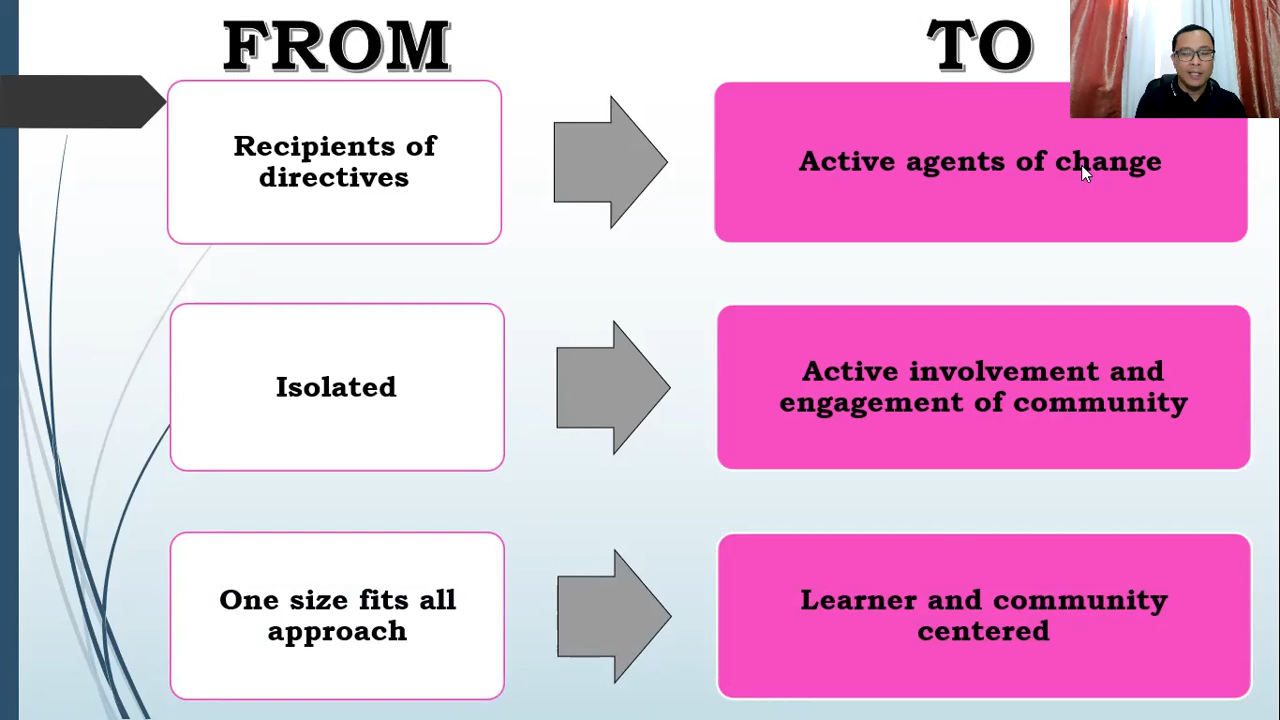 FROM
TO
Recipients of
directives
Active agents of change
Isolated
Active involvement and
engagement of community
One size fits all
approach
Learner and community
centered